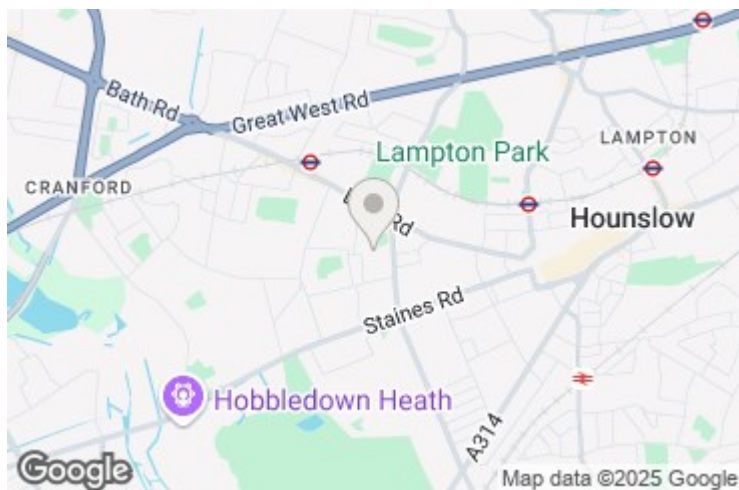 Bath Rd
Great West Rd
LAMPTON
Lampton Park
CRANFORD
Rd
Hounslow
Staines Rd
Hobbledown Heath
A314
Google
Map data ©2025 Google